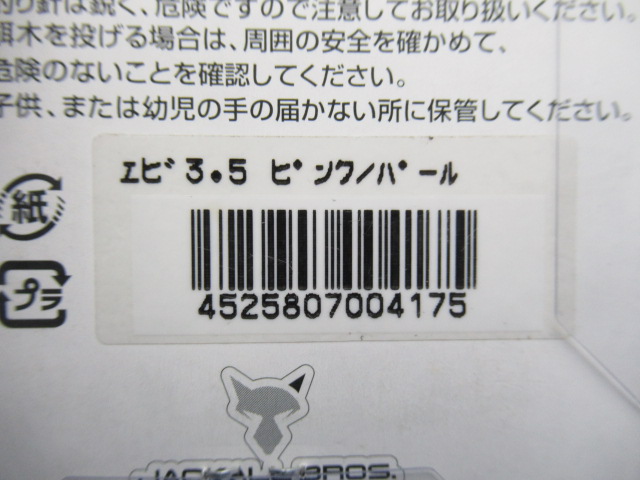 釣り針は鋭く、危険ですので注意してお取り扱いください。
餌木を投げる場合は、周囲の安全を確かめて、
危険のないことを確認してください。
子供、または幼児の手の届かない所に保管してください。
エビ 3.5 ピンク/パール
紙
4525807004175
プラ
JACKALL BROS.